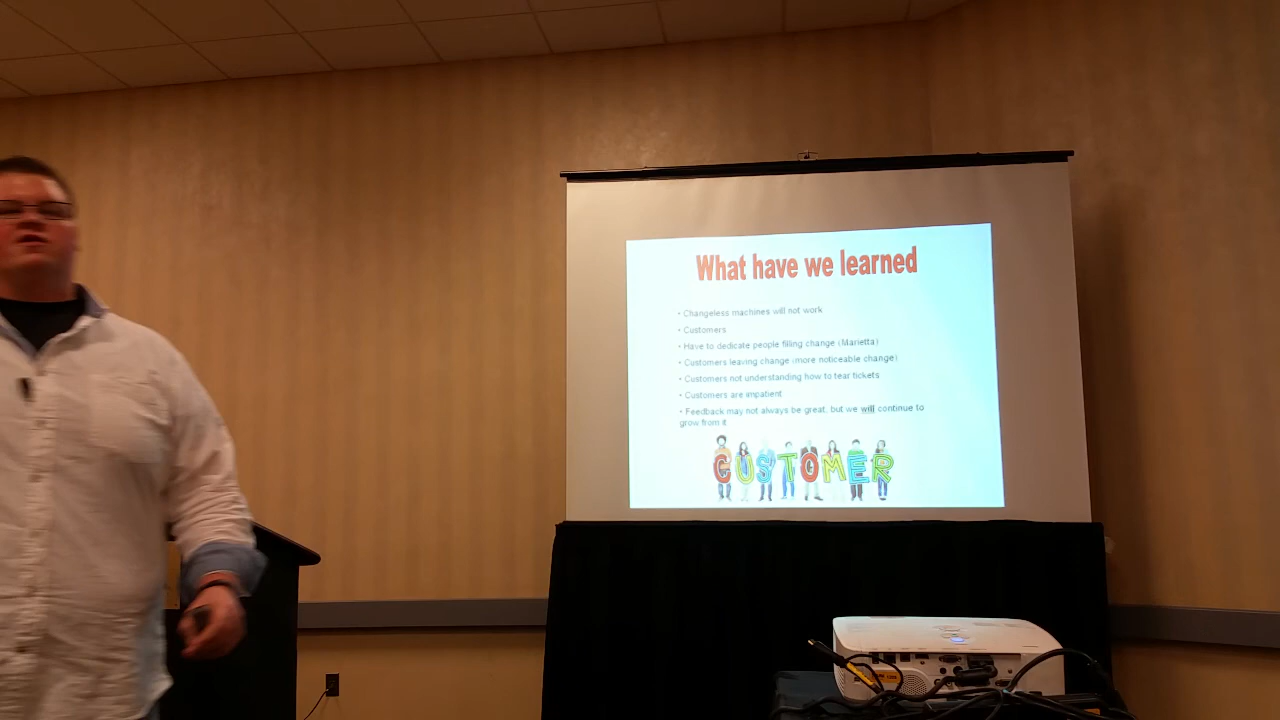 What have we learned
• Changeless machines will not work
• Customers
• Have to dedicate people filling change (Marietta)
• Customers leaving change (more noticeable change)
• Customers not understanding how to tear tickets
• Customers are impatient
• Feedback may not always be great, but we will continue to
grow from it
CUSTOMER